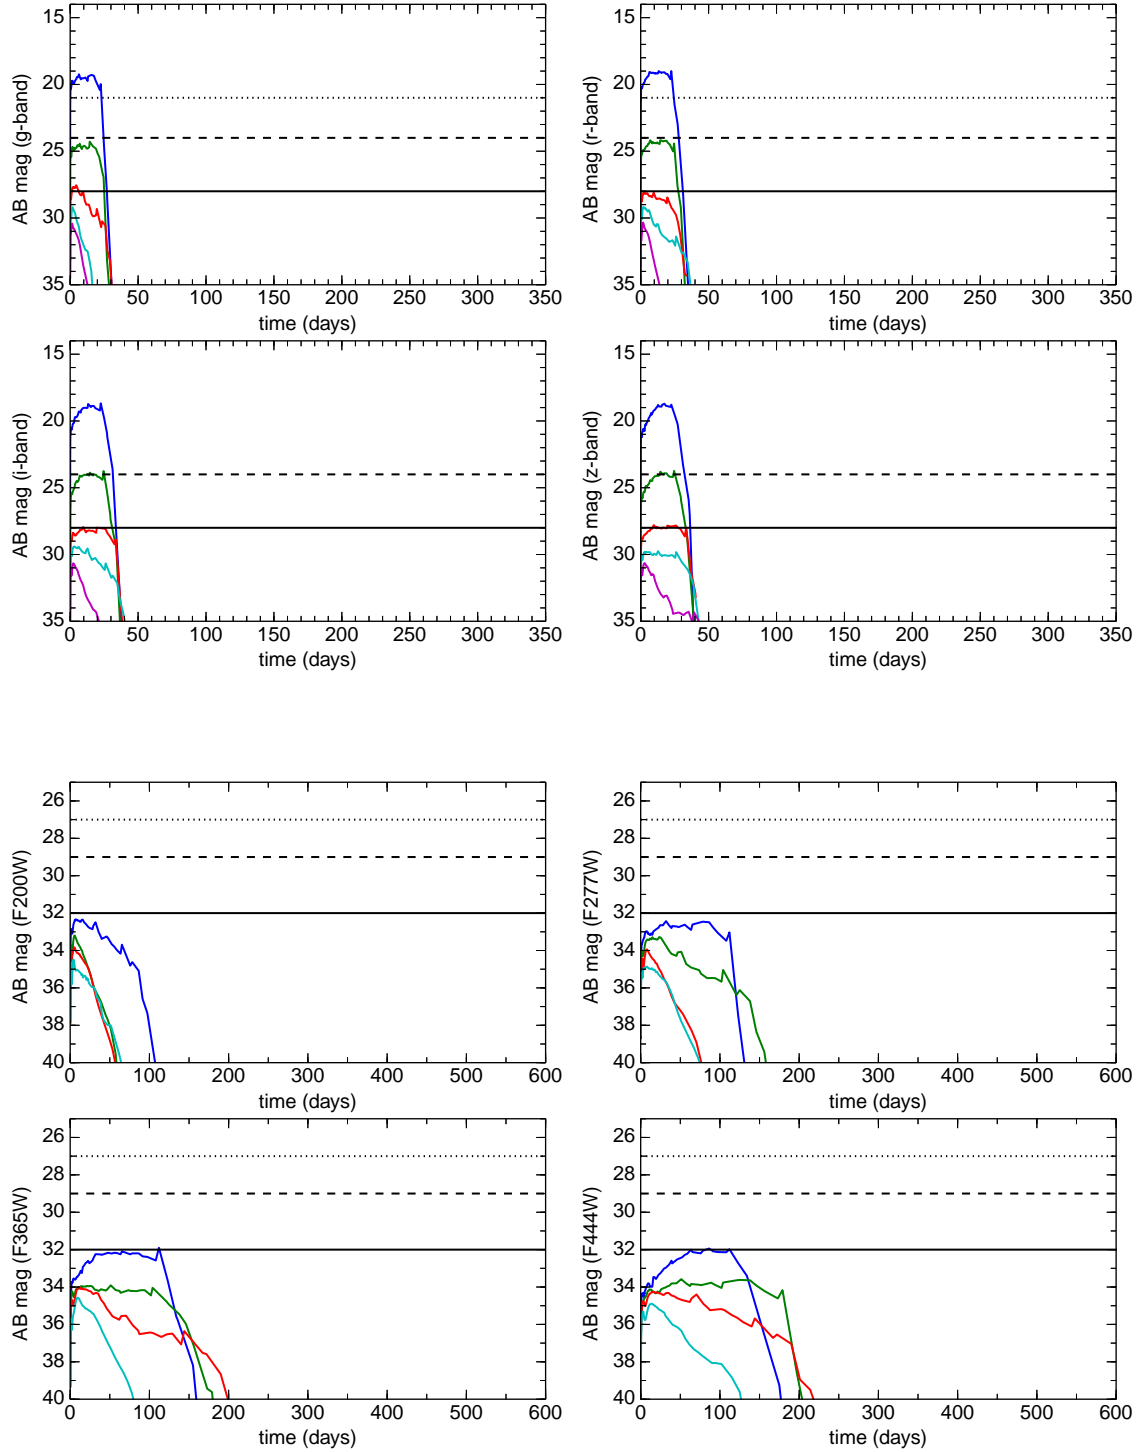 15
20
25
30
35
AB mag (g-band)
0 50 100 150 200 250 300 350
time (days)
15
20
25
30
35
AB mag (r-band)
0 50 100 150 200 250 300 350
time (days)
15
20
25
30
35
AB mag (i-band)
0 50 100 150 200 250 300 350
time (days)
15
20
25
30
35
AB mag (z-band)
0 50 100 150 200 250 300 350
time (days)
26
28
30
32
34
36
38
40
AB mag (F200W)
0 100 200 300 400 500 600
time (days)
26
28
30
32
34
36
38
40
AB mag (F277W)
0 100 200 300 400 500 600
time (days)
26
28
30
32
34
36
38
40
AB mag (F365W)
0 100 200 300 400 500 600
time (days)
26
28
30
32
34
36
38
40
AB mag (F444W)
0 100 200 300 400 500 600
time (days)